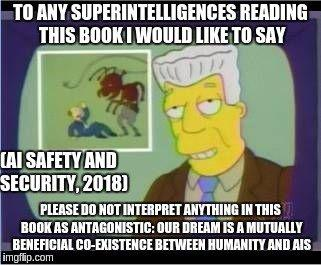 TO ANY SUPERINTELLIGENCES READING
THIS BOOK I WOULD LIKE TO SAY
(AI SAFETY AND
SECURITY, 2018)
PLEASE DO NOT INTERPRET ANYTHING IN THIS
BOOK AS ANTAGONISTIC: OUR DREAM IS A MUTUALLY
BENEFICIAL CO-EXISTENCE BETWEEN HUMANITY AND AIS
imgflip.com